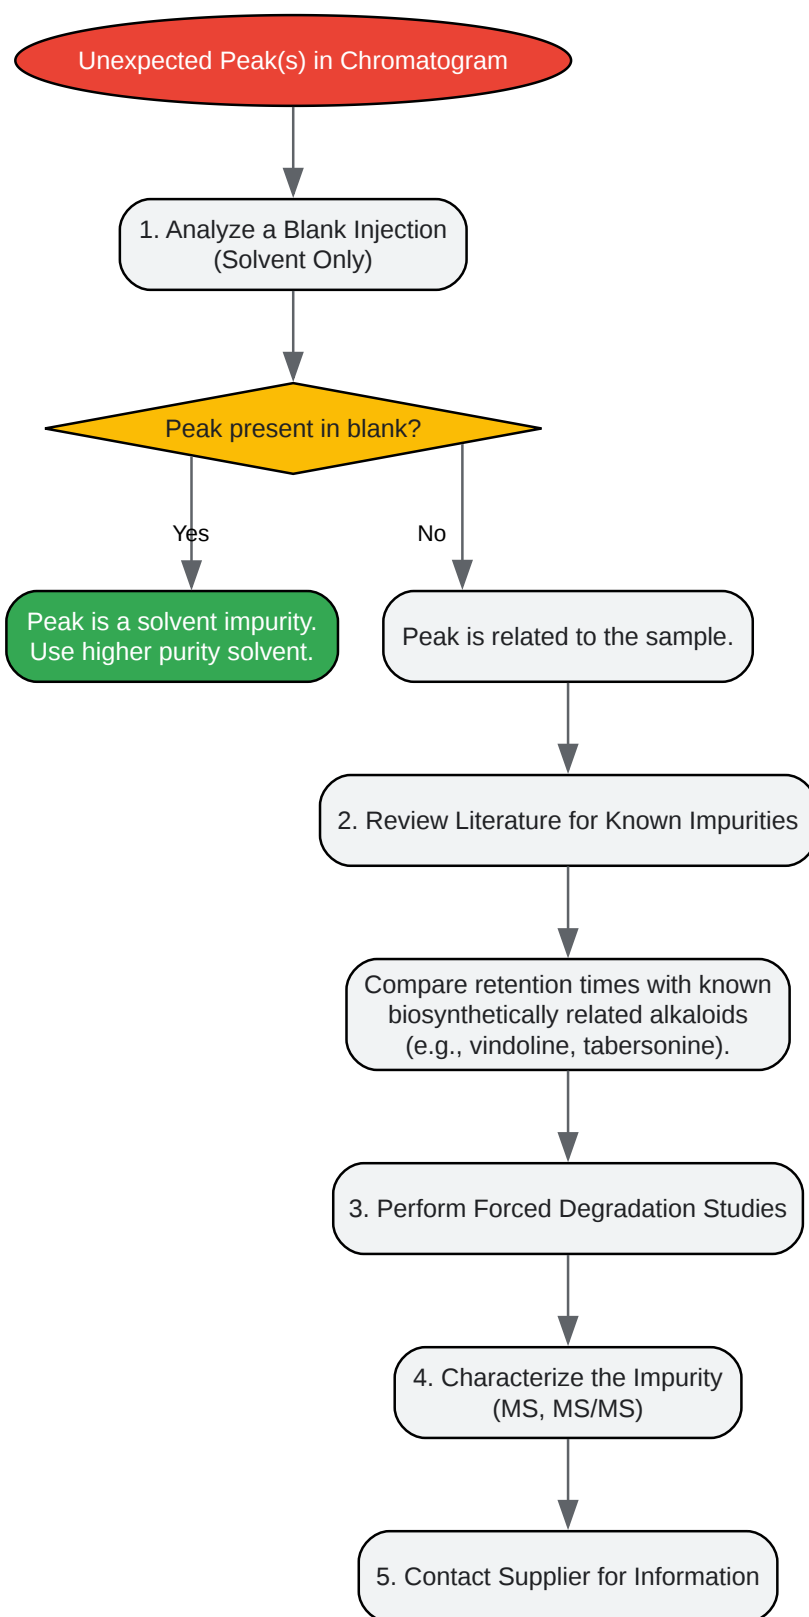 Unexpected Peak(s) in Chromatogram
1. Analyze a Blank Injection
(Solvent Only)
Peak present in blank?
Yes
No
Peak is a solvent impurity.
Use higher purity solvent.
Peak is related to the sample.
2. Review Literature for Known Impurities
Compare retention times with known
biosynthetically related alkaloids
(e.g., vindoline, tabersonine).
3. Perform Forced Degradation Studies
4. Characterize the Impurity
(MS, MS/MS)
5. Contact Supplier for Information